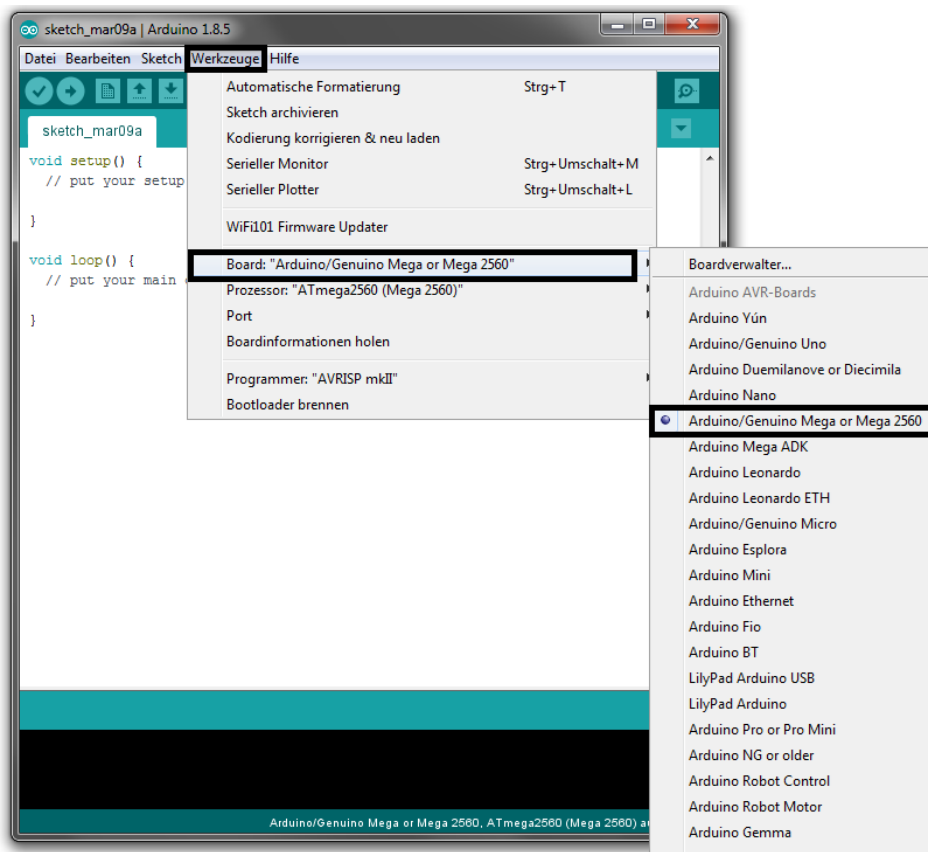 sketch_mar09a | Arduino 1.8.5
Datei Bearbeiten Sketch Werkzeuge Hilfe
sketch_mar09a
void setup() {
// put your setup
}
void loop() {
// put your main
}
Automatische Formatierung Strg+T
Sketch archivieren
Kodierung korrigieren & neu laden
Serieller Monitor Strg+Umschalt+M
Serieller Plotter Strg+Umschalt+L
WiFi101 Firmware Updater
Board: "Arduino/Genuino Mega or Mega 2560"
Prozessor: "ATmega2560 (Mega 2560)"
Port
Boardinformationen holen
Programmer: "AVRISP mkII"
Bootloader brennen
Boardverwalter...
Arduino AVR-Boards
Arduino Yún
Arduino/Genuino Uno
Arduino Duemilanove or Diecimila
Arduino Nano
Arduino/Genuino Mega or Mega 2560
Arduino Mega ADK
Arduino Leonardo
Arduino Leonardo ETH
Arduino/Genuino Micro
Arduino Esplora
Arduino Mini
Arduino Ethernet
Arduino Fio
Arduino BT
LilyPad Arduino USB
LilyPad Arduino
Arduino Pro or Pro Mini
Arduino NG or older
Arduino Robot Control
Arduino Robot Motor
Arduino Gemma
Arduino/Genuino Mega or Mega 2560, ATmega2560 (Mega 2560) a